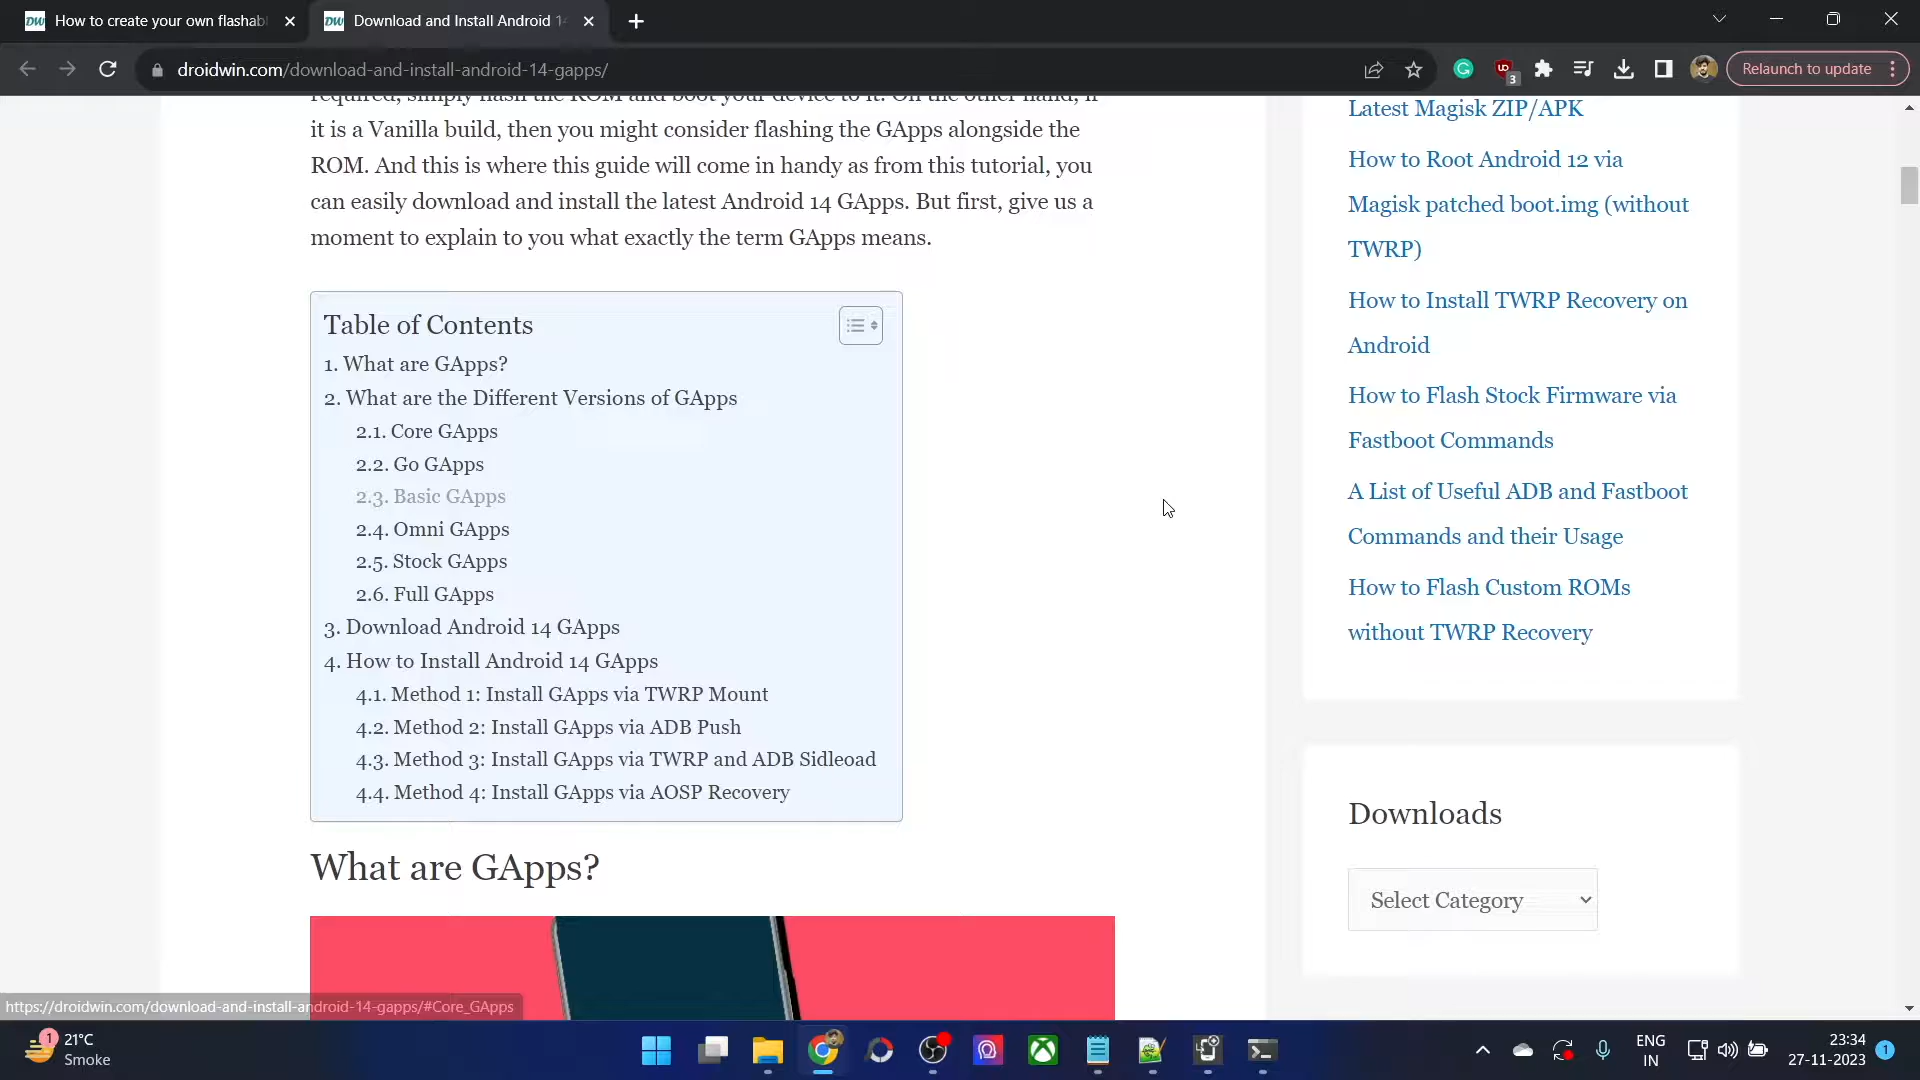 How to create your own flashab
Download and Install Android 1
droidwin.com/download-and-install-android-14-gapps/
3
Relaunch to update
required, simply flash the ROM and boot your device to it. On the other hand, if
it is a Vanilla build, then you might consider flashing the GApps alongside the
ROM. And this is where this guide will come in handy as from this tutorial, you
can easily download and install the latest Android 14 GApps. But first, give us a
moment to explain to you what exactly the term GApps means.
Table of Contents
1. What are GApps?
2. What are the Different Versions of GApps
2.1. Core GApps
2.2. Go GApps
2.3. Basic GApps
2.4. Omni GApps
2.5. Stock GApps
2.6. Full GApps
3. Download Android 14 GApps
4. How to Install Android 14 GApps
4.1. Method 1: Install GApps via TWRP Mount
4.2. Method 2: Install GApps via ADB Push
4.3. Method 3: Install GApps via TWRP and ADB Sidleoad
4.4. Method 4: Install GApps via AOSP Recovery
What are GApps?
Latest Magisk ZIP/APK
How to Root Android 12 via
Magisk patched boot.img (without
TWRP)
How to Install TWRP Recovery on
Android
How to Flash Stock Firmware via
Fastboot Commands
A List of Useful ADB and Fastboot
Commands and their Usage
How to Flash Custom ROMs
without TWRP Recovery
Downloads
Select Category
https://droidwin.com/download-and-install-android-14-gapps/#Core_GApps
1
21°C
Smoke
ENG
IN
23:34
27-11-2023
1